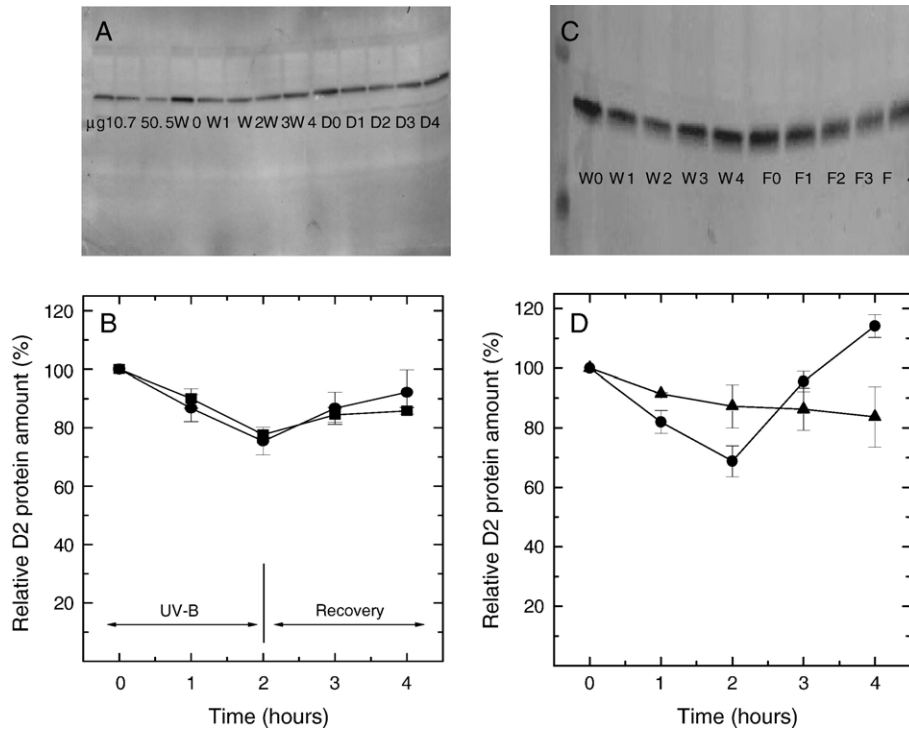 A
μg10.7 50.5W 0 W1 W 2W 3W 4 D0 D1 D2 D3 D4
C
W0 W1 W2 W3 W4 F0 F1 F2 F3 F
B
Relative D2 protein amount (%)
120
100
80
60
40
20
UV-B Recovery
0 1 2 3 4
Time (hours)
D
Relative D2 protein amount (%)
120
100
80
60
40
20
0 1 2 3 4
Time (hours)